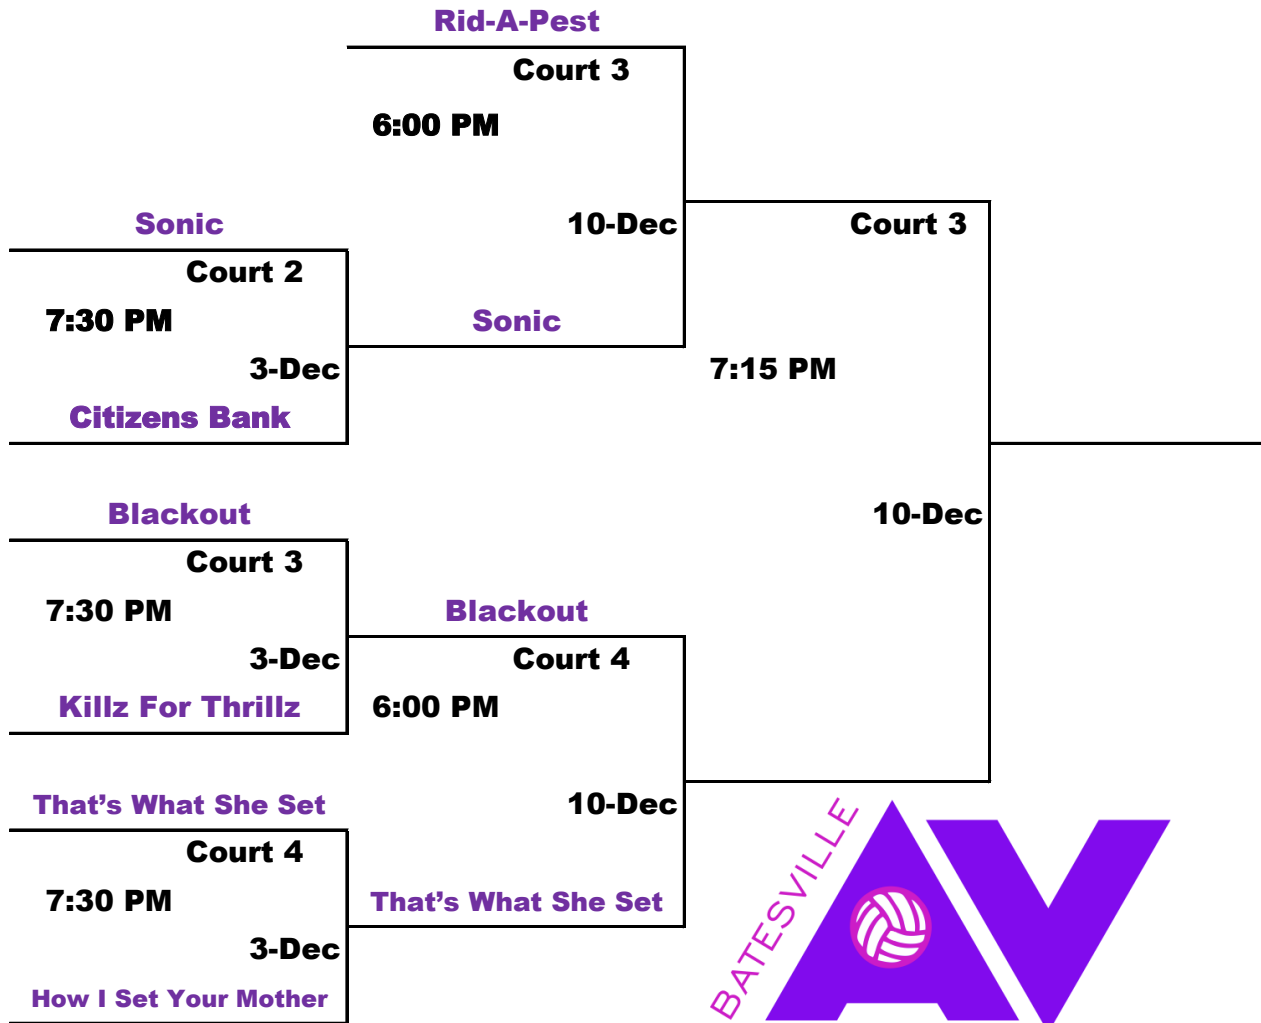 Rid-A-Pest
Court 3
6:00 PM
Sonic
10-Dec
Court 3
Court 2
7:30 PM
Sonic
3-Dec
7:15 PM
Citizens Bank
Blackout
10-Dec
Court 3
7:30 PM
Blackout
3-Dec
Court 4
Killz For Thrillz
6:00 PM
That’s What She Set
10-Dec
Court 4
7:30 PM
That’s What She Set
3-Dec
How I Set Your Mother
BATESVILLE
AV